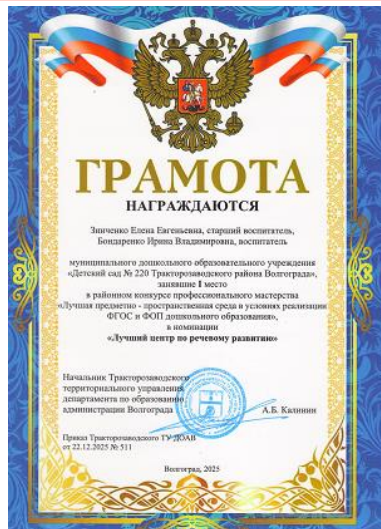 ГРАМОТА
НАГРАЖДАЮТСЯ
Зинченко Елена Евгеньевна, старший воспитатель,
Бондаренко Ирина Владимировна, воспитатель
муниципального дошкольного образовательного учреждения
«Детский сад № 220 Тракторозаводского района Волгограда»,
занявшие I место
в районном конкурсе профессионального мастерства
«Лучшая предметно - пространственная среда в условиях реализации
ФГОС и ФОП дошкольного образования»,
в номинации
«Лучший центр по речевому развитию»
Начальник Тракторозаводского
территориального управления
департамента по образованию
администрации Волгограда
А.Б. Калинин
Приказ Тракторозаводского ТУ ДОАВ
от 22.12.2025 № 511
Волгоград, 2025